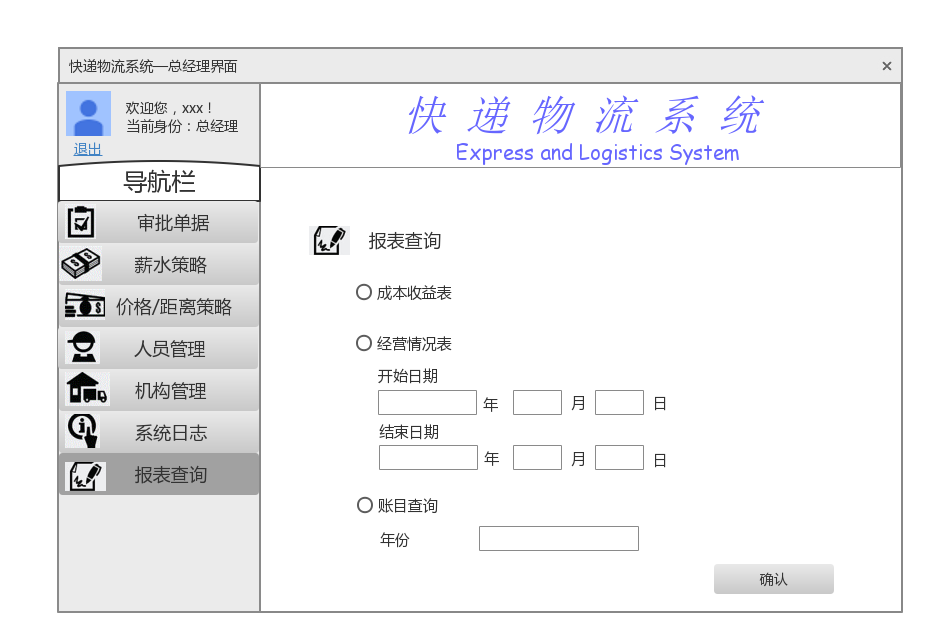 快递物流系统—总经理界面
×
欢迎您，xxx！
当前身份：总经理
退出
快递物流系统
Express and Logistics System
导航栏
审批单据
薪水策略
价格/距离策略
人员管理
机构管理
系统日志
报表查询
报表查询
成本收益表
经营情况表
开始日期
年 月 日
结束日期
年 月 日
账目查询
年份
确认